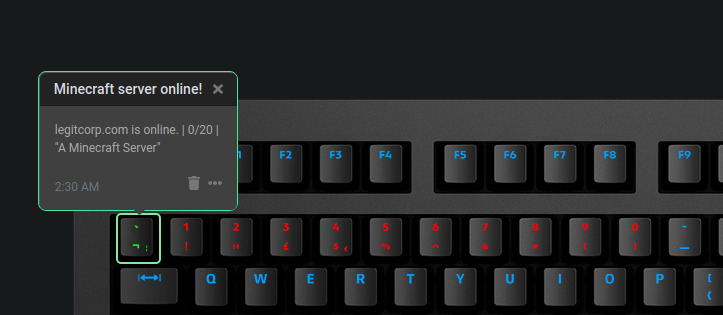 Minecraft server online!
legitcorp.com is online. | 0/20 |
"A Minecraft Server"
2:30 AM
F2 F3 F4 F5 F6 F7 F8 F9
` 1 2 3 4 5 6 7 8 9 0 -
¬ ¦ ! " £ $ € % ^ & * ( ) _
Q W E R T Y U I O P [
{